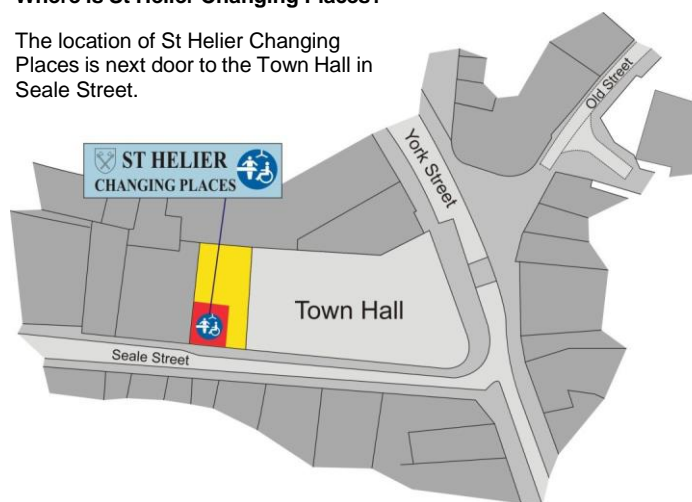 Where is St Helier Changing Places?
The location of St Helier Changing
Places is next door to the Town Hall in
Seale Street.
Old Street
York Street
ST HELIER
CHANGING PLACES
Town Hall
Seale Street